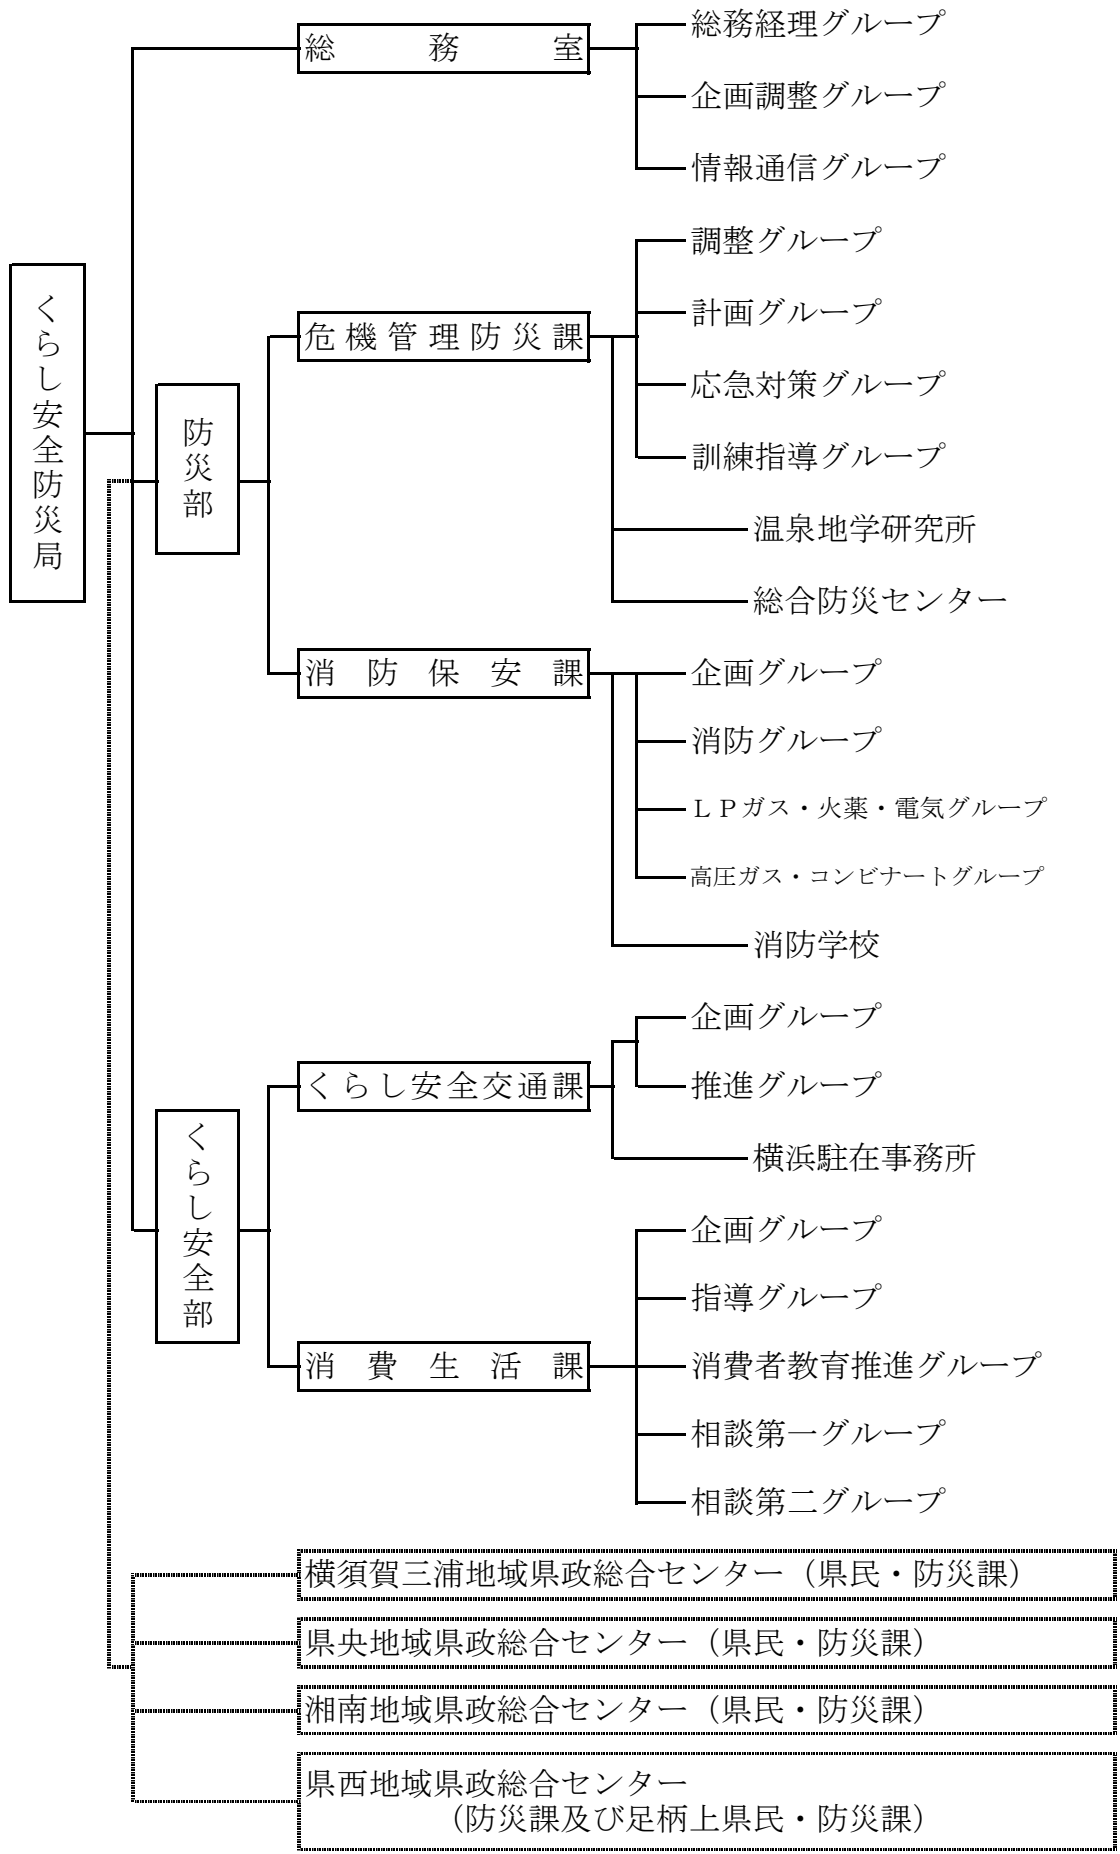 くらし安全防災局
総務室
総務経理グループ
企画調整グループ
情報通信グループ
防災部
危機管理防災課
調整グループ
計画グループ
応急対策グループ
訓練指導グループ
温泉地学研究所
総合防災センター
消防保安課
企画グループ
消防グループ
ＬＰガス・火薬・電気グループ
高圧ガス・コンビナートグループ
消防学校
くらし安全部
くらし安全交通課
企画グループ
推進グループ
横浜駐在事務所
消費生活課
企画グループ
指導グループ
消費者教育推進グループ
相談第一グループ
相談第二グループ
横須賀三浦地域県政総合センター（県民・防災課）
県央地域県政総合センター（県民・防災課）
湘南地域県政総合センター（県民・防災課）
県西地域県政総合センター
（防災課及び足柄上県民・防災課）